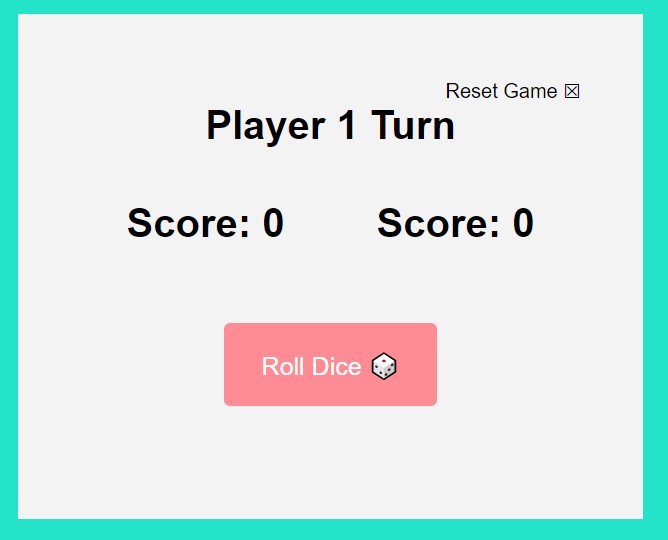 Reset Game ☒
Player 1 Turn
Score: 0 Score: 0
Roll Dice 🎲